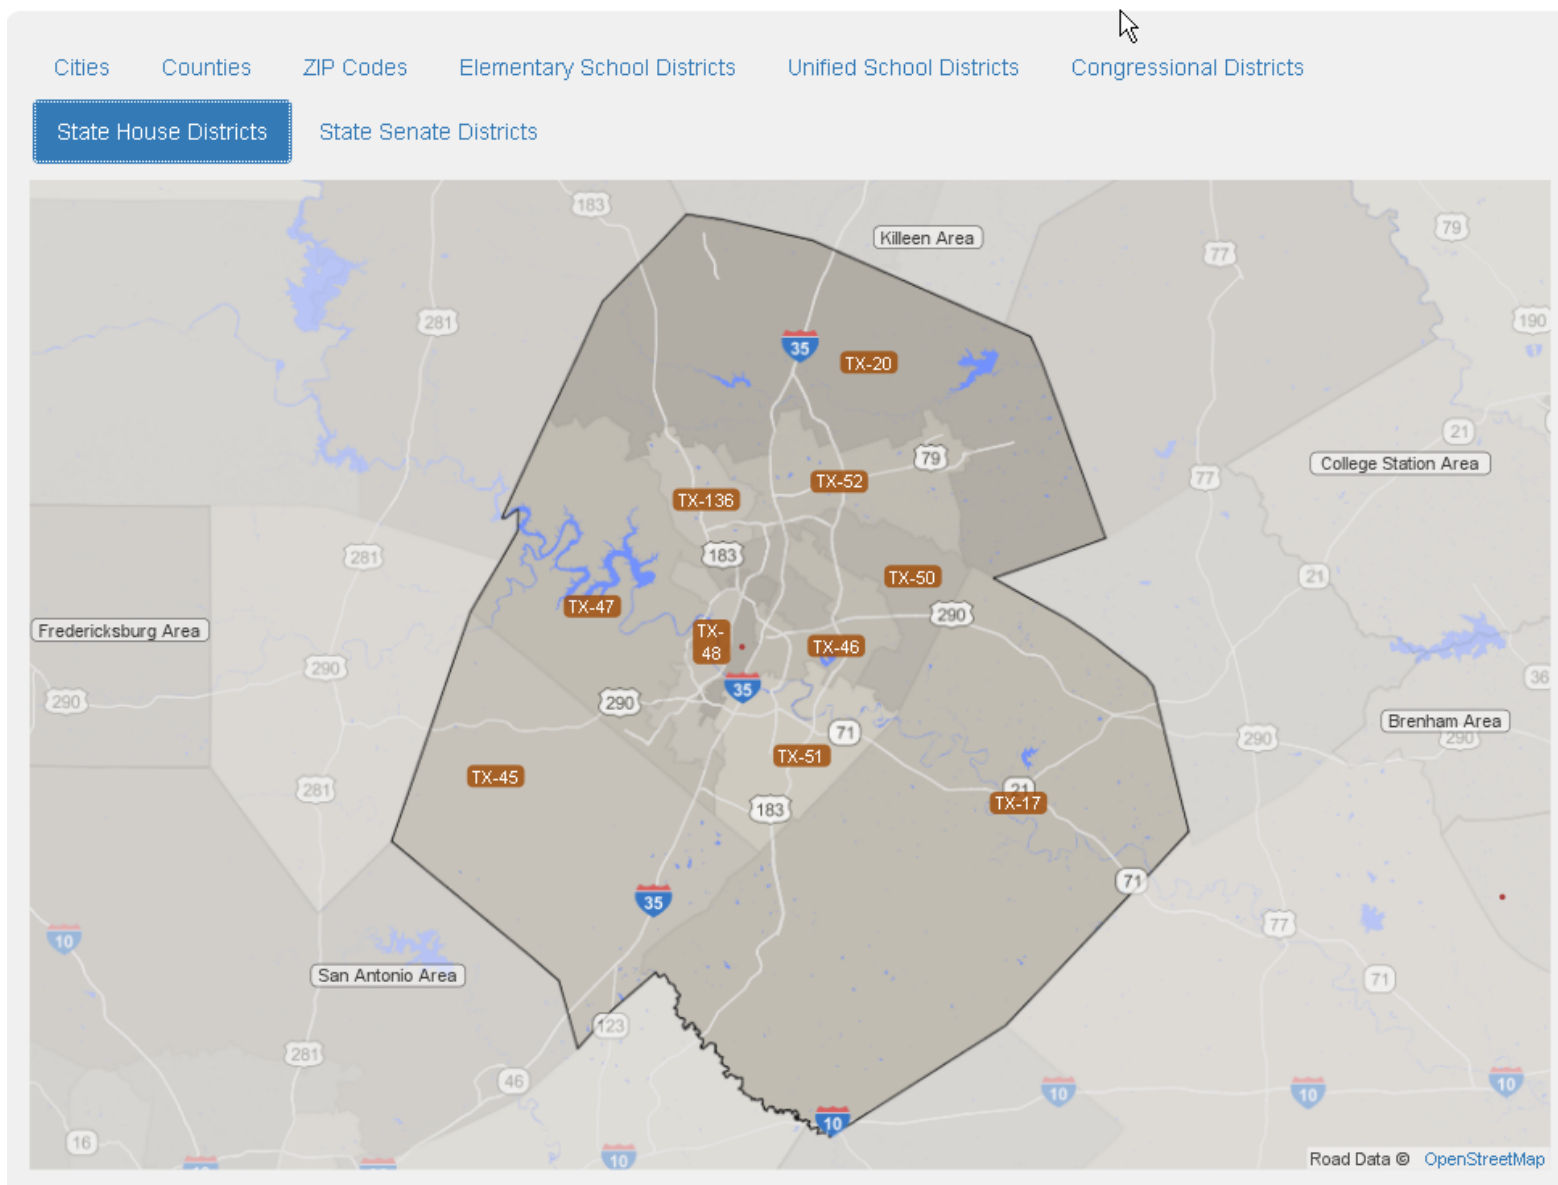 Cities Counties ZIP Codes Elementary School Districts Unified School Districts Congressional Districts
State House Districts State Senate Districts
183
79
Killeen Area
77
281
190
35
TX-20
21
79
College Station Area
77
TX-52
TX-136
183
281
TX-50
21
TX-47
290
Fredericksburg Area
TX-
48
TX-46
290
36
290
35
290
Brenham Area
71
290
TX-51
TX-45
281
21
TX-17
183
71
35
77
10
San Antonio Area
71
123
281
46
10
10
10
10
16
10
10
Road Data © OpenStreetMap